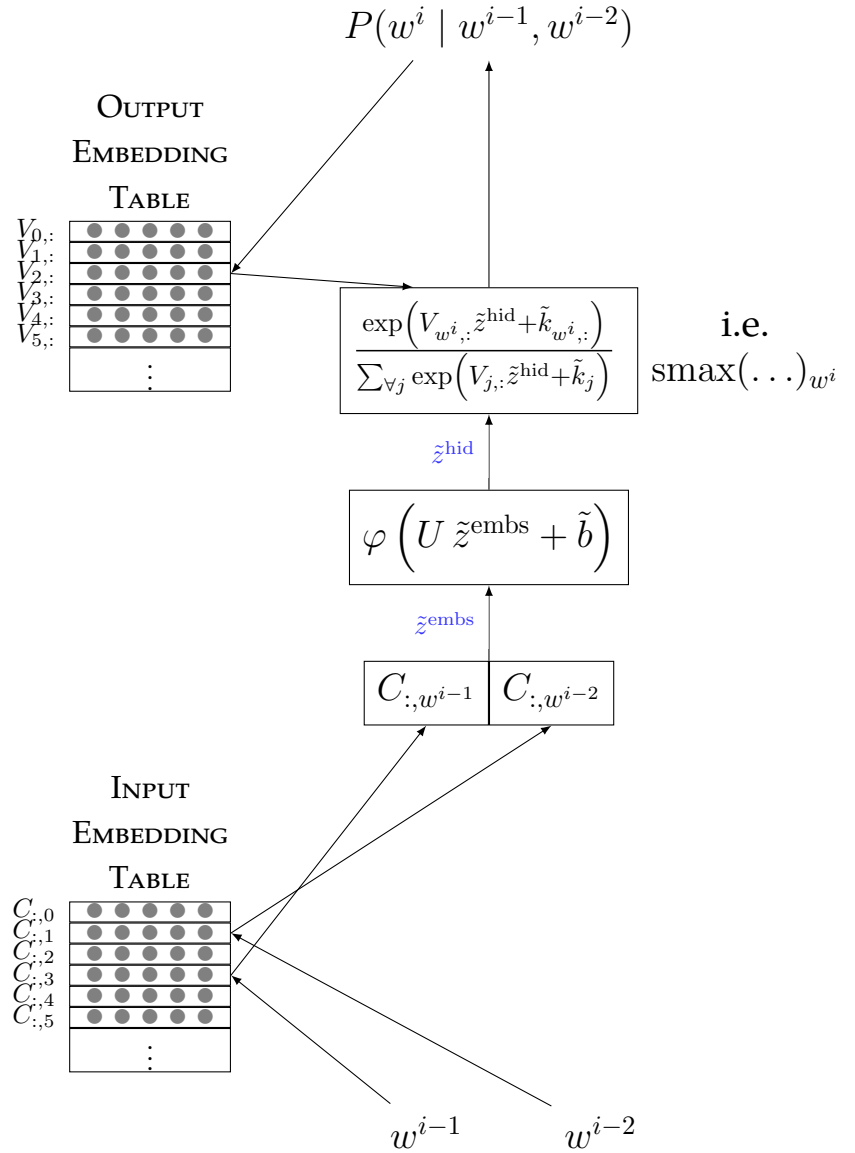 P(w^i | w^{i−1}, w^{i−2})
Output
Embedding
Table
V_{0,:}
V_{1,:}
V_{2,:}
V_{3,:}
V_{4,:}
V_{5,:}
⋮
exp(V_{w^i,:} z̃^{hid} + k̃_{w^i,:})
∑_{∀j} exp(V_{j,:} z̃^{hid} + k̃_j)
i.e.
smax(…)_{w^i}
z̃^{hid}
φ(U z̃^{embs} + b̃)
z̃^{embs}
C_{:,w^{i−1}} C_{:,w^{i−2}}
Input
Embedding
Table
C_{:,0}
C_{:,1}
C_{:,2}
C_{:,3}
C_{:,4}
C_{:,5}
⋮
w^{i−1} w^{i−2}